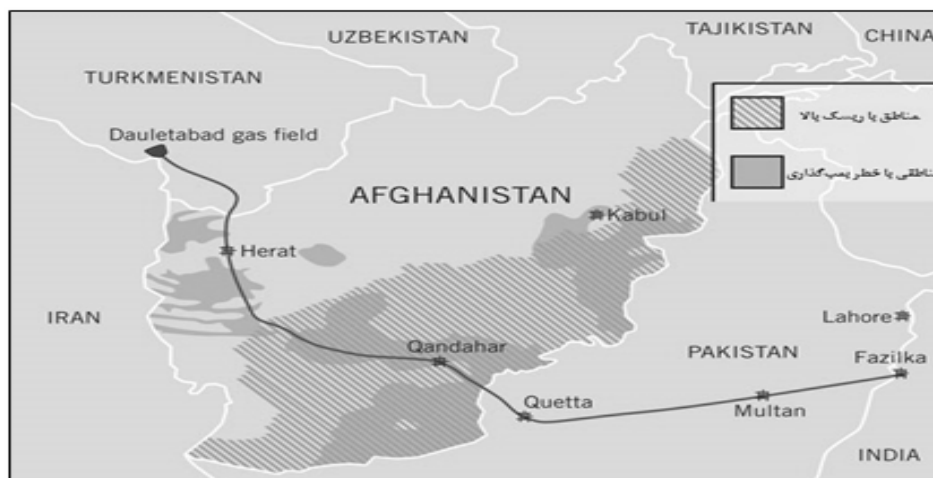 UZBEKISTAN
TAJIKISTAN
CHINA
TURKMENISTAN
مناطق با ریسک بالا
Dauletabad gas field
ناطقی با خطر بمب‌گذاری
AFGHANISTAN
Kabul
Herat
IRAN
Lahore
Qandahar
PAKISTAN
Fazilka
Quetta
Multan
INDIA